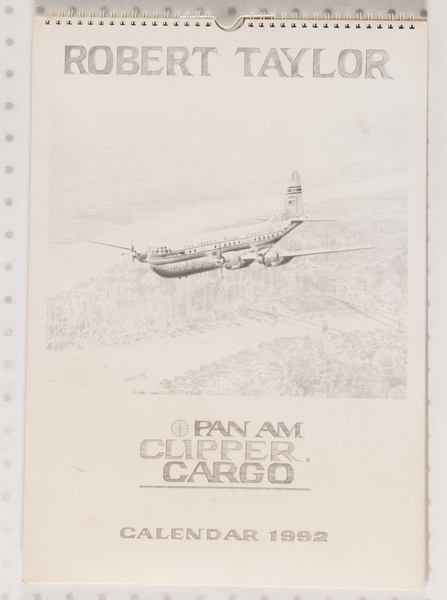 ROBERT TAYLOR
PAN AM
CLIPPER.
CARGO
CALENDAR 1992